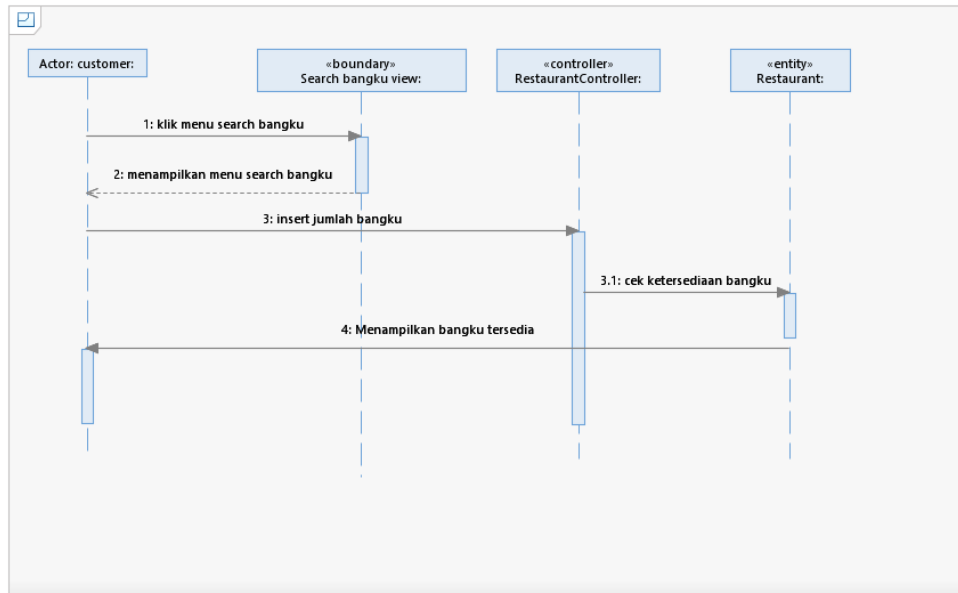 Actor: customer:
«boundary»
Search bangku view:
«controller»
RestaurantController:
«entity»
Restaurant:
1: klik menu search bangku
2: menampilkan menu search bangku
3: insert jumlah bangku
3.1: cek ketersediaan bangku
4: Menampilkan bangku tersedia